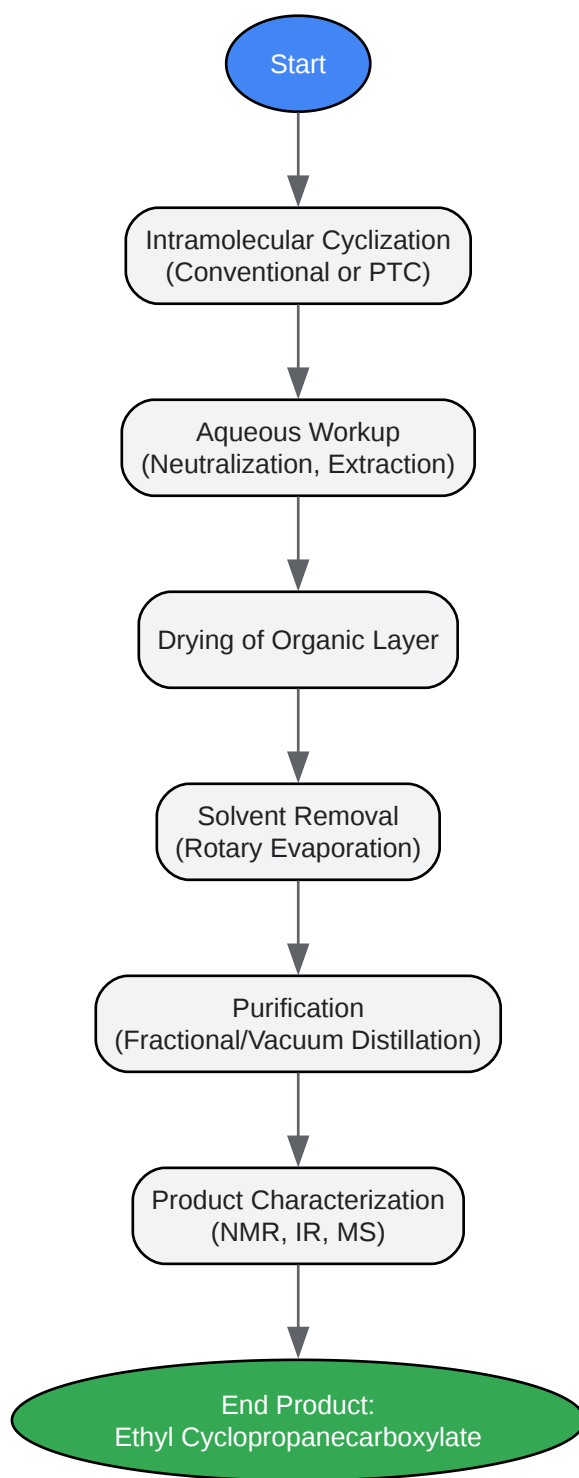 Start
Intramolecular Cyclization
(Conventional or PTC)
Aqueous Workup
(Neutralization, Extraction)
Drying of Organic Layer
Solvent Removal
(Rotary Evaporation)
Purification
(Fractional/Vacuum Distillation)
Product Characterization
(NMR, IR, MS)
End Product:
Ethyl Cyclopropanecarboxylate